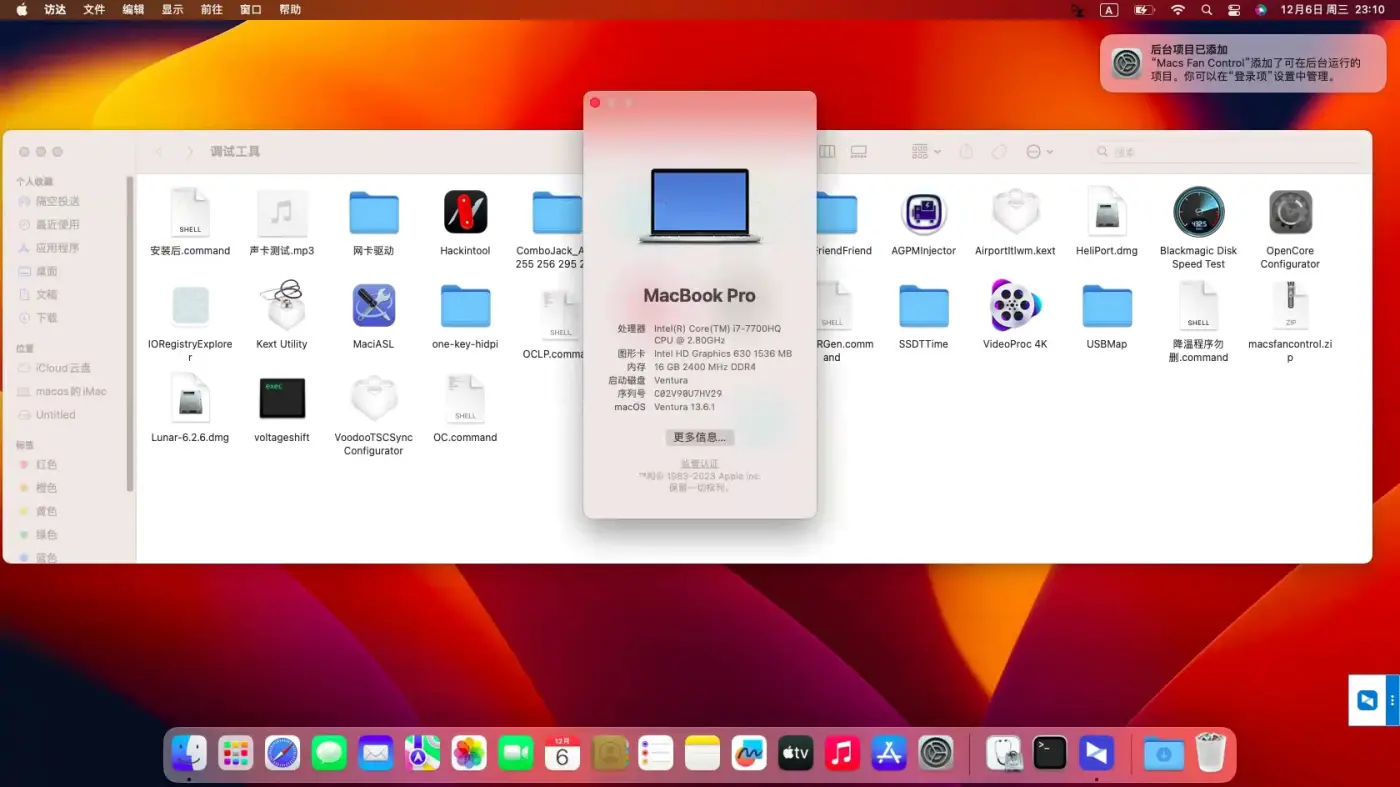 访达 文件 编辑 显示 前往 窗口 帮助
A
12月6日 周三 23:10
后台项目已添加
“Macs Fan Control”添加了可在后台运行的
项目。你可以在“登录项”设置中管理。
调试工具
搜索
个人收藏
隔空投送
最近使用
应用程序
桌面
文稿
下载
位置
iCloud 云盘
macos的iMac
Untitled
标签
红色
橙色
黄色
绿色
蓝色
SHELL
安装后.command
声卡测试.mp3
网卡驱动
Hackintool
ComboJack_A
255 256 295 2
FriendFriend
AGPMInjector
AirportItlwm.kext
HeliPort.dmg
432.5
Blackmagic Disk
Speed Test
OpenCore
Configurator
IORegistryExplore
r
Kext Utility
MaciASL
one-key-hidpi
SHELL
OCLP.comma
SHELL
RGen.comm
and
SSDTTime
VideoProc 4K
USBMap
SHELL
降温程序勿
删.command
ZIP
macsfancontrol.zi
p
Lunar-6.2.6.dmg
exec
voltageshift
VoodooTSCSync
Configurator
SHELL
OC.command
MacBook Pro
处理器 Intel(R) Core(TM) i7-7700HQ
CPU @ 2.80GHz
图形卡 Intel HD Graphics 630 1536 MB
内存 16 GB 2400 MHz DDR4
启动磁盘 Ventura
序列号 C02V90U7HV29
macOS Ventura 13.6.1
更多信息...
监管认证
™和© 1983-2023 Apple Inc.
保留一切权利。
12月
6
tv